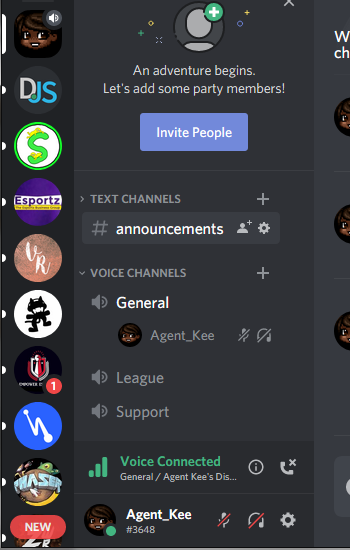 An adventure begins.
Let's add some party members!
Invite People
TEXT CHANNELS
announcements
VOICE CHANNELS
General
Agent_Kee
League
Support
Voice Connected
General / Agent Kee's Dis...
Agent_Kee
#3648
DJS
$
Esportz
VR
1
NEW
W
ch